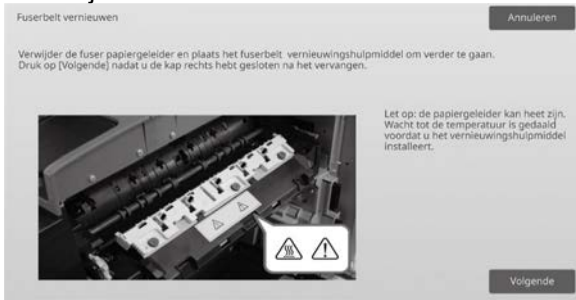 Fuserbelt vernieuwen
Annuleren
Verwijder de fuser papiergeleider en plaats het fuserbelt vernieuwingshulpmiddel om verder te gaan.
Druk op [Volgende] nadat u de kap rechts hebt gesloten na het vervangen.
Let op: de papiergeleider kan heet zijn.
Wacht tot de temperatuur is gedaald
voordat u het vernieuwingshulpmiddel
installeert.
Volgende